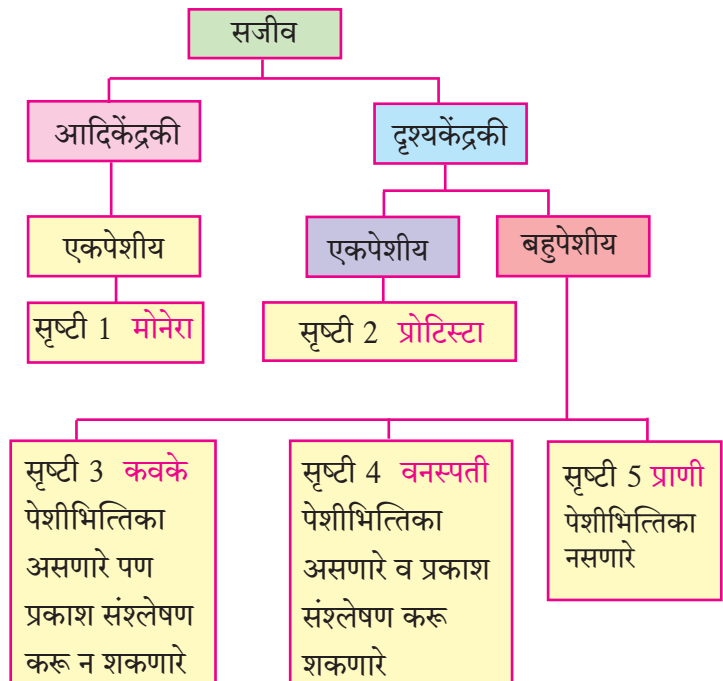 सजीव
आदिकेंद्रकी
दृश्यकेंद्रकी
एकपेशीय
एकपेशीय
बहुपेशीय
सृष्टी 1 मोनेरा
सृष्टी 2 प्रोटिस्टा
सृष्टी 3 कवके
पेशीभित्तिका
असणारे पण
प्रकाश संश्लेषण
करू न शकणारे
सृष्टी 4 वनस्पती
पेशीभित्तिका
असणारे व प्रकाश
संश्लेषण करू
शकणारे
सृष्टी 5 प्राणी
पेशीभित्तिका
नसणारे